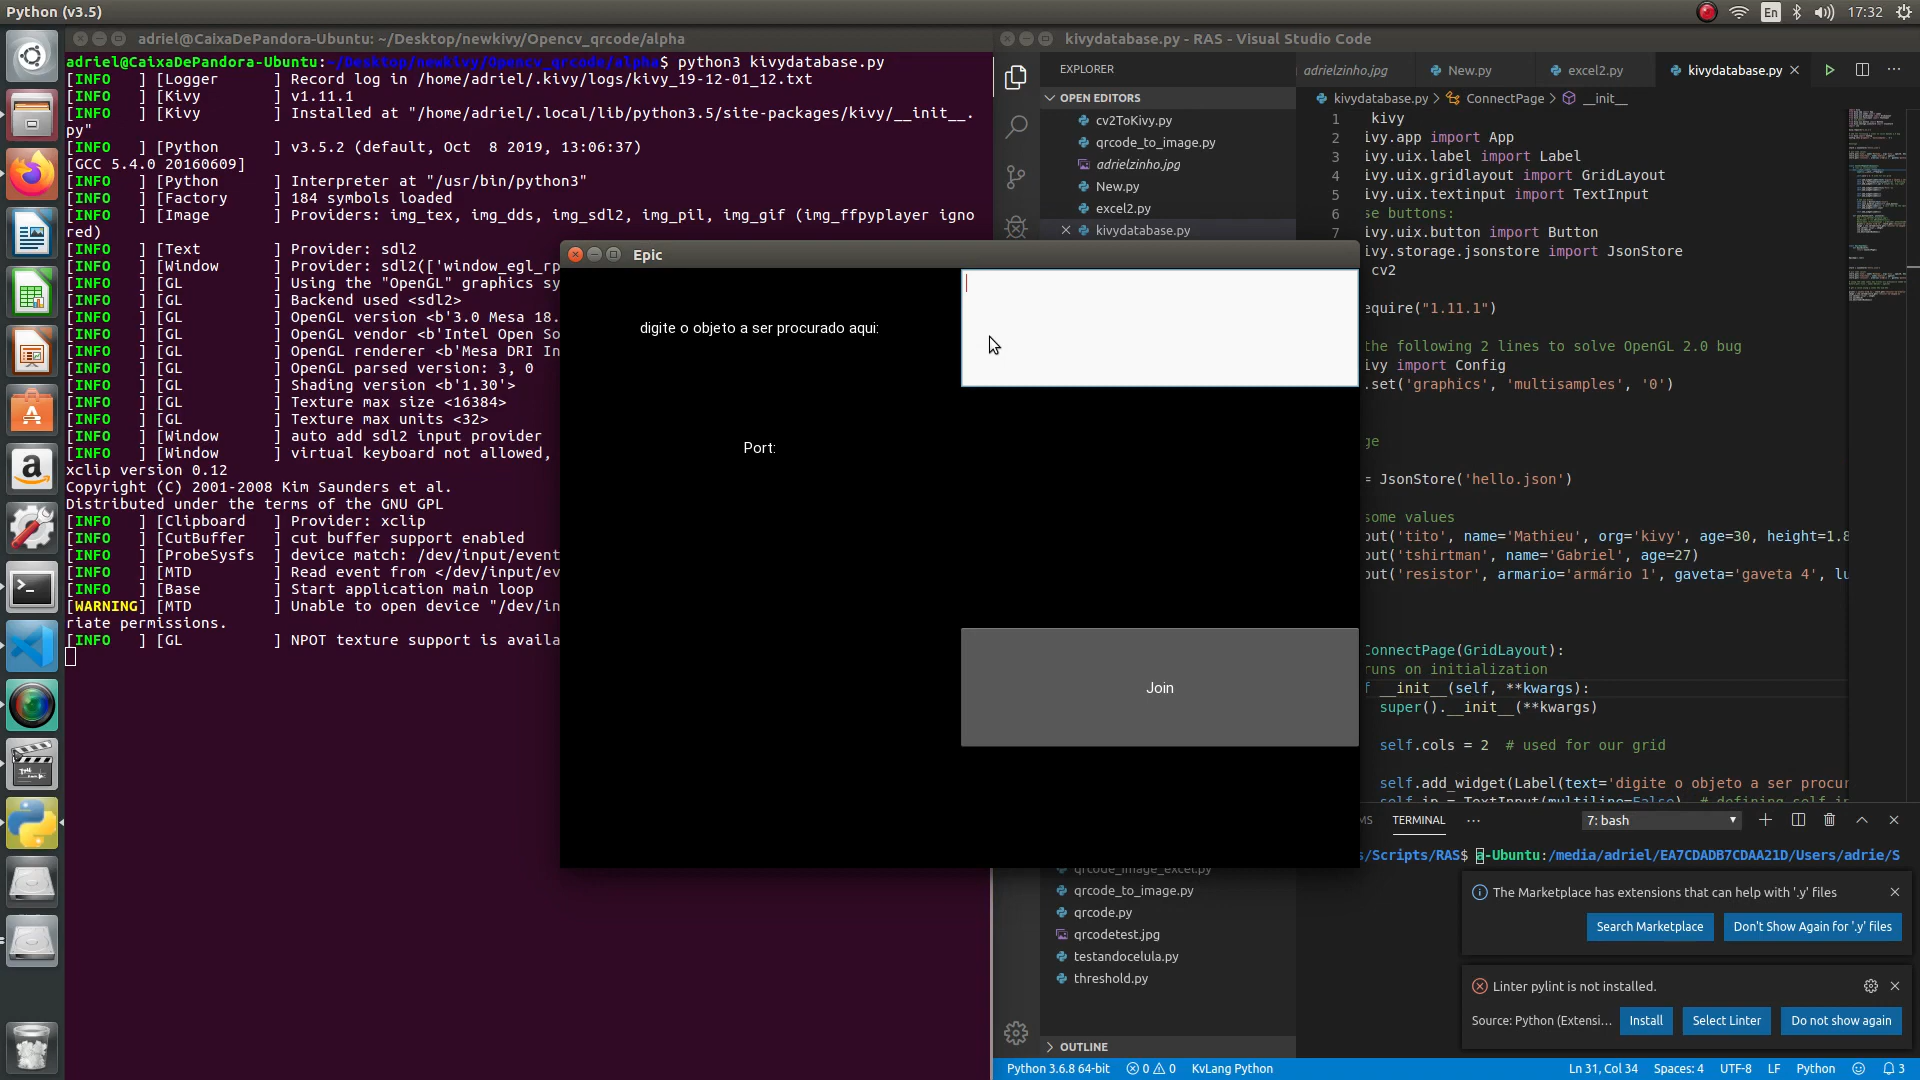 Python (v3.5)
En
17:32
adriel@CaixaDePandora-Ubuntu: ~/Desktop/newkivy/Opencv_qrcode/alpha
adriel@CaixaDePandora-Ubuntu:~/Desktop/newkivy/Opencv_qrcode/alpha$ python3 kivydatabase.py
[INFO   ] [Logger      ] Record log in /home/adriel/.kivy/logs/kivy_19-12-01_12.txt
[INFO   ] [Kivy        ] v1.11.1
[INFO   ] [Kivy        ] Installed at "/home/adriel/.local/lib/python3.5/site-packages/kivy/__init__.
py"
[INFO   ] [Python      ] v3.5.2 (default, Oct  8 2019, 13:06:37)
[GCC 5.4.0 20160609]
[INFO   ] [Python      ] Interpreter at "/usr/bin/python3"
[INFO   ] [Factory     ] 184 symbols loaded
[INFO   ] [Image       ] Providers: img_tex, img_dds, img_sdl2, img_pil, img_gif (img_ffpyplayer igno
red)
[INFO   ] [Text        ] Provider: sdl2
[INFO   ] [Window      ] Provider: sdl2(['window_egl_rp
[INFO   ] [GL          ] Using the "OpenGL" graphics sy
[INFO   ] [GL          ] Backend used <sdl2>
[INFO   ] [GL          ] OpenGL version <b'3.0 Mesa 18.
[INFO   ] [GL          ] OpenGL vendor <b'Intel Open So
[INFO   ] [GL          ] OpenGL renderer <b'Mesa DRI In
[INFO   ] [GL          ] OpenGL parsed version: 3, 0
[INFO   ] [GL          ] Shading version <b'1.30'>
[INFO   ] [GL          ] Texture max size <16384>
[INFO   ] [GL          ] Texture max units <32>
[INFO   ] [Window      ] auto add sdl2 input provider
[INFO   ] [Window      ] virtual keyboard not allowed,
xclip version 0.12
Copyright (C) 2001-2008 Kim Saunders et al.
Distributed under the terms of the GNU GPL
[INFO   ] [Clipboard   ] Provider: xclip
[INFO   ] [CutBuffer   ] cut buffer support enabled
[INFO   ] [ProbeSysfs  ] device match: /dev/input/event
[INFO   ] [MTD         ] Read event from </dev/input/ev
[INFO   ] [Base        ] Start application main loop
[WARNING] [MTD         ] Unable to open device "/dev/in
riate permissions.
[INFO   ] [GL          ] NPOT texture support is availa
Epic
digite o objeto a ser procurado aqui:
Port:
Join
kivydatabase.py - RAS - Visual Studio Code
EXPLORER
OPEN EDITORS
cv2ToKivy.py
qrcode_to_image.py
adrielzinho.jpg
New.py
excel2.py
kivydatabase.py
qrcode_image_excel.py
qrcode_to_image.py
qrcode.py
qrcodetest.jpg
testandocelula.py
threshold.py
OUTLINE
adrielzinho.jpg
New.py
excel2.py
kivydatabase.py
kivydatabase.py > ConnectPage > __init__
1 kivy
2 ivy.app import App
3 ivy.uix.label import Label
4 ivy.uix.gridlayout import GridLayout
5 ivy.uix.textinput import TextInput
6 se buttons:
7 ivy.uix.button import Button
ivy.storage.jsonstore import JsonStore
cv2
equire("1.11.1")
the following 2 lines to solve OpenGL 2.0 bug
ivy import Config
.set('graphics', 'multisamples', '0')
ge
= JsonStore('hello.json')
some values
out('tito', name='Mathieu', org='kivy', age=30, height=1.8
out('tshirtman', name='Gabriel', age=27)
out('resistor', armario='armário 1', gaveta='gaveta 4', lu
ConnectPage(GridLayout):
runs on initialization
f __init__(self, **kwargs):
super().__init__(**kwargs)
self.cols = 2  # used for our grid
self.add_widget(Label(text='digite o objeto a ser procur
self.ip = TextInput(multiline=False)  # defining self.i
MS
TERMINAL
7: bash
s/Scripts/RAS$ a-Ubuntu:/media/adriel/EA7CDADB7CDAA21D/Users/adrie/S
The Marketplace has extensions that can help with '.y' files
Search Marketplace
Don't Show Again for '.y' files
Linter pylint is not installed.
Source: Python (Extensi...
Install
Select Linter
Do not show again
Python 3.6.8 64-bit
0
0
KvLang Python
Ln 31, Col 34
Spaces: 4
UTF-8
LF
Python
3